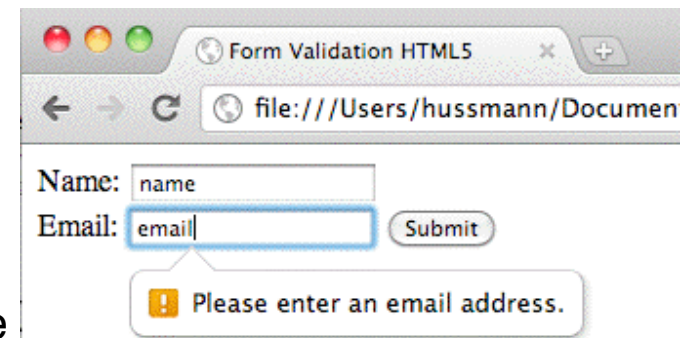 Form Validation HTML5
file:///Users/hussmann/Documen
Name: name
Email: email Submit
Please enter an email address.
e